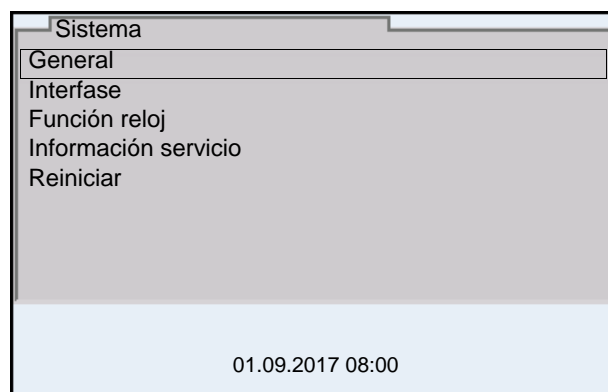 Sistema
General
Interfase
Función reloj
Información servicio
Reiniciar
01.09.2017 08:00